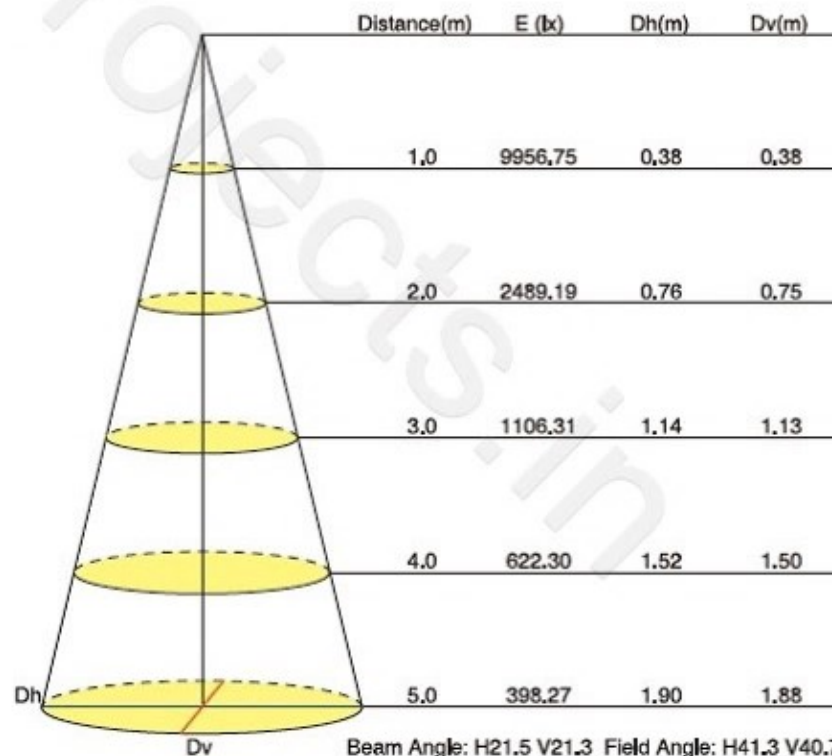 Distance(m) E (lx) Dh(m) Dv(m)
1.0 9956.75 0.38 0.38
2.0 2489.19 0.76 0.75
3.0 1106.31 1.14 1.13
4.0 622.30 1.52 1.50
Dh 5.0 398.27 1.90 1.88
Dv Beam Angle: H21.5 V21.3 Field Angle: H41.3